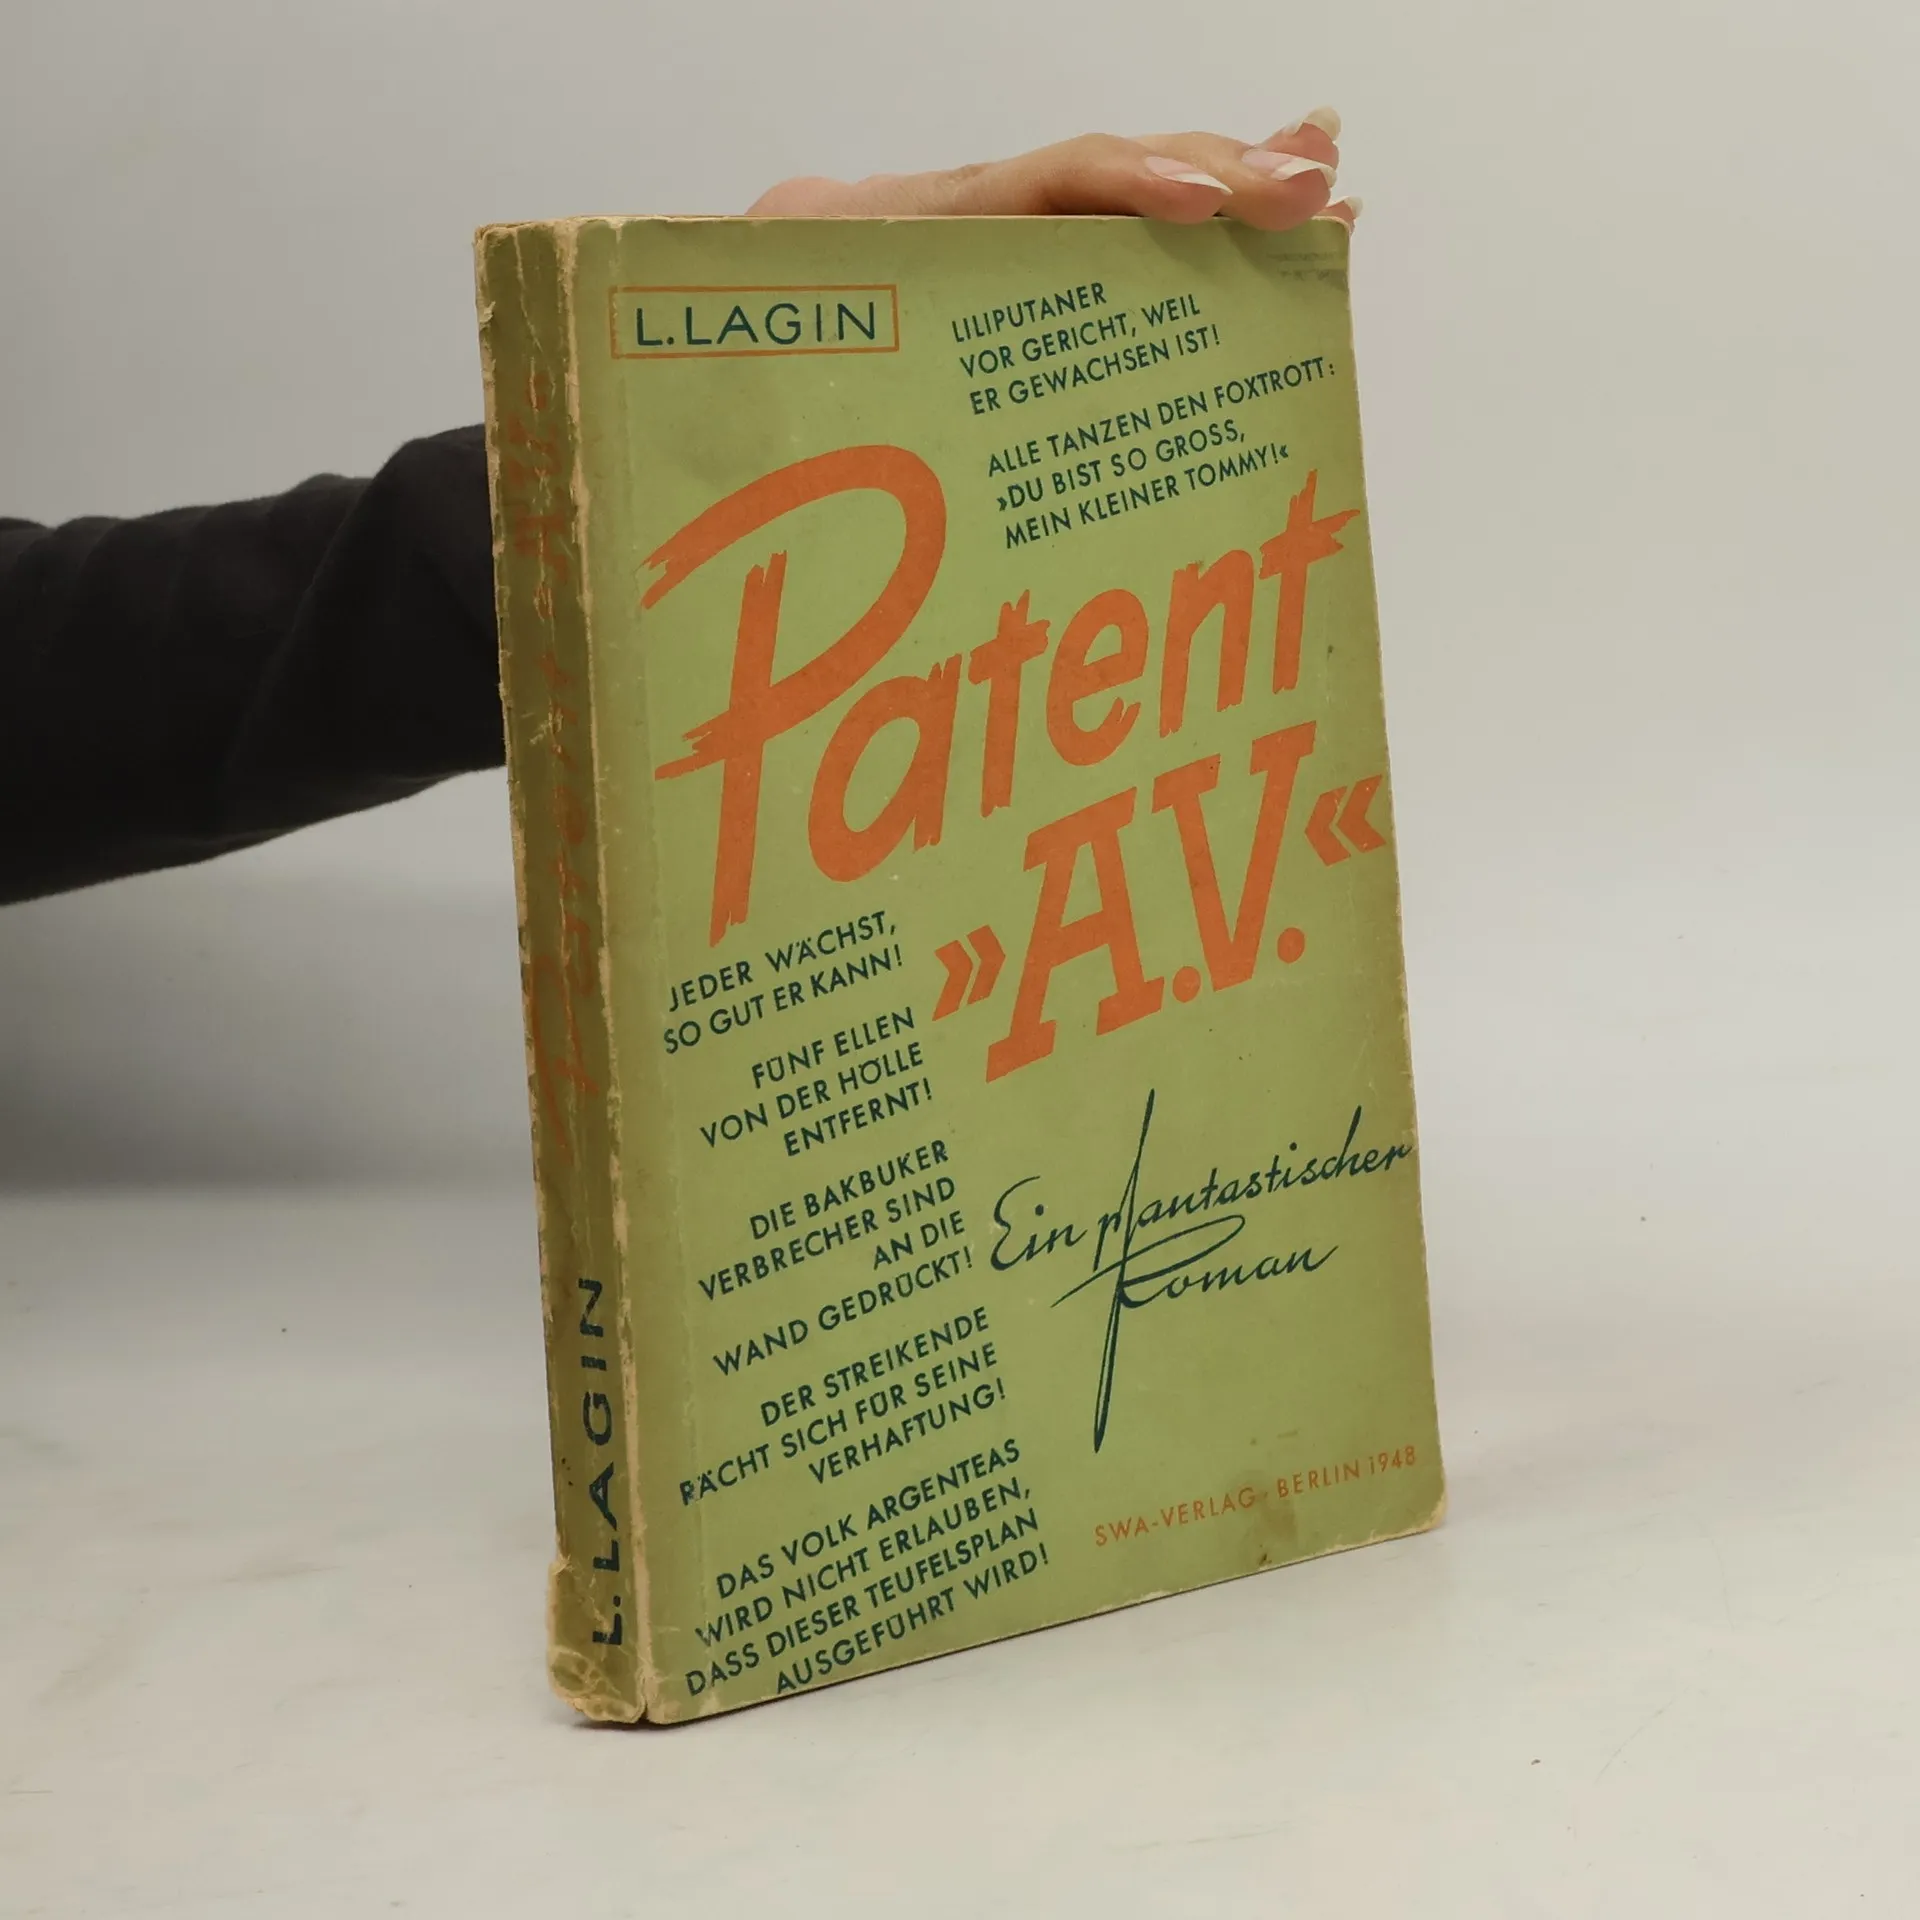 L. LAGIN
LILIPUTANER
VOR GERICHT, WEIL
ER GEWACHSEN IST!
ALLE TANZEN DEN FOXTROTT:
»DU BIST SO GROSS,
MEIN KLEINER TOMMY!«
Patent
»A.V.«
JEDER WÄCHST,
SO GUT ER KANN!
FÜNF ELLEN
VON DER HÖLLE
ENTFERNT!
DIE BAKBUKER
VERBRECHER SIND
AN DIE
WAND GEDRÜCKT!
DER STREIKENDE
RÄCHT SICH FÜR SEINE
VERHAFTUNG!
DAS VOLK ARGENTEAS
WIRD NICHT ERLAUBEN,
DASS DIESER TEUFELSPLAN
AUSGEFÜHRT WIRD!
Ein phantastischer
Roman
SWA-VERLAG · BERLIN 1948
L. LAGIN
Patent »A.V.«